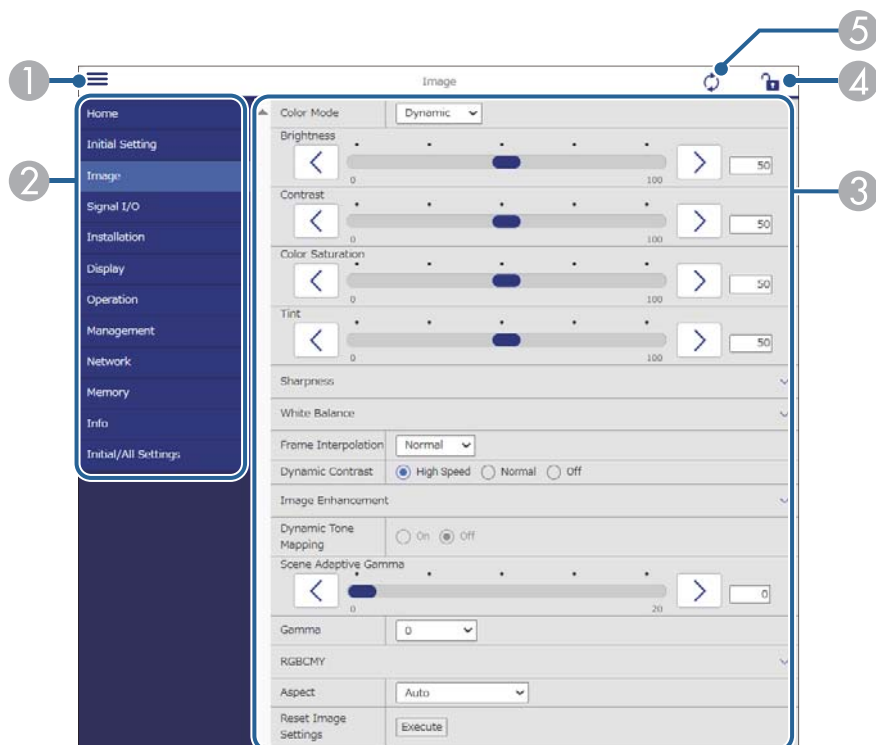 5
1
Image
4
Home
Initial Setting
Image
Signal I/O
Installation
Display
Operation
Management
Network
Memory
Info
Initial/All Settings
2
3
Color Mode Dynamic
Brightness
0 100 50
Contrast
0 100 50
Color Saturation
0 100 50
Tint
0 100 50
Sharpness
White Balance
Frame Interpolation Normal
Dynamic Contrast High Speed Normal Off
Image Enhancement
Dynamic Tone
Mapping
On Off
Scene Adaptive Gamma
0 20 0
Gamma 0
RGBCMY
Aspect Auto
Reset Image
Settings
Execute